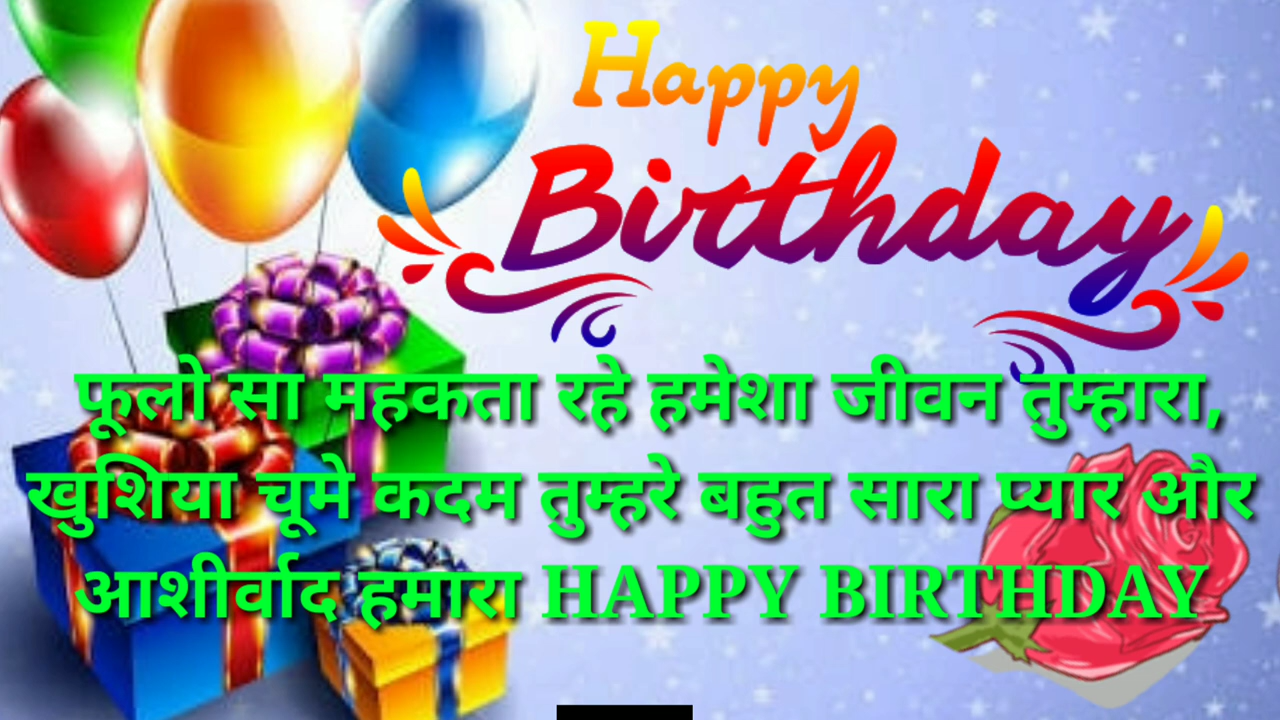 Happy
Birthday
फूलो सा महकता रहे हमेशा जीवन तुम्हारा,
खुशिया चूमे कदम तुम्हरे बहुत सारा प्यार और
आशीर्वाद हमारा HAPPY BIRTHDAY